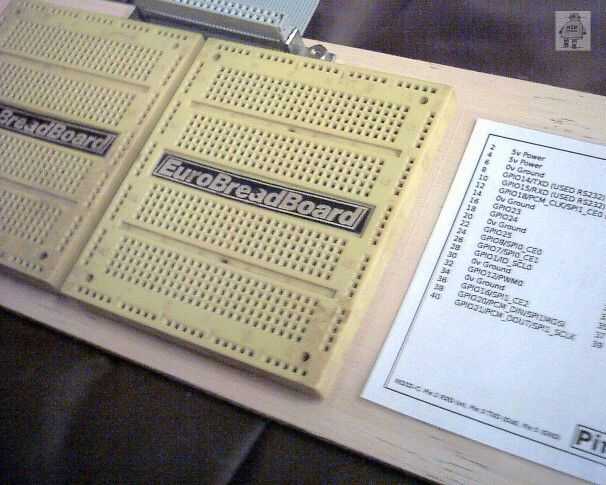 BreadBoard
EuroBreadBoard
2 5v Power
4 5v Power
6 0v Ground
8 GPIO14/TXD (USED RS232)
10 GPIO15/RXD (USED RS232)
12 GPIO18/PCM_CLK/SPI1_CE0
14 0v Ground
16 GPIO23
18 GPIO24
20 0v Ground
22 GPIO25
24 GPIO8/SPI0_CE0
26 GPIO7/SPI0_CE1
28 GPIO1/ID_SCL0
30 0v Ground
32 GPIO12/PWM0
34 0v Ground
36 GPIO16/SPI1_CE2
38 GPIO20/PCM_DIN/SPI1MOSI
40 GPIO21/PCM_DOUT/SPI1_SCLK